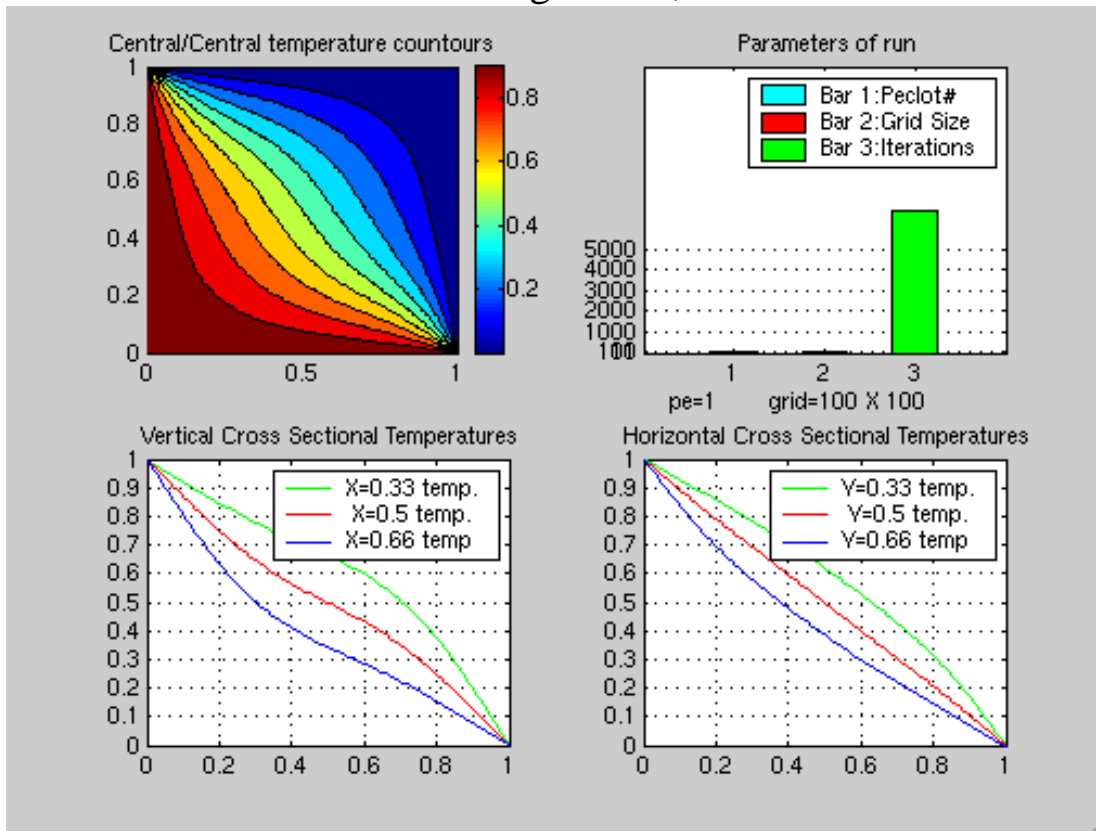 Central/Central temperature countours
1
0.8
0.6
0.4
0.2
0
0 0.5 1
0.8
0.6
0.4
0.2
Parameters of run
Bar 1:Peclot#
Bar 2:Grid Size
Bar 3:Iterations
5000
4000
3000
2000
1000
1 2 3
pe=1 grid=100 X 100
Vertical Cross Sectional Temperatures
X=0.33 temp.
X=0.5 temp.
X=0.66 temp
1
0.9
0.8
0.7
0.6
0.5
0.4
0.3
0.2
0.1
0
0 0.2 0.4 0.6 0.8 1
Horizontal Cross Sectional Temperatures
Y=0.33 temp.
Y=0.5 temp.
Y=0.66 temp
1
0.9
0.8
0.7
0.6
0.5
0.4
0.3
0.2
0.1
0
0 0.2 0.4 0.6 0.8 1